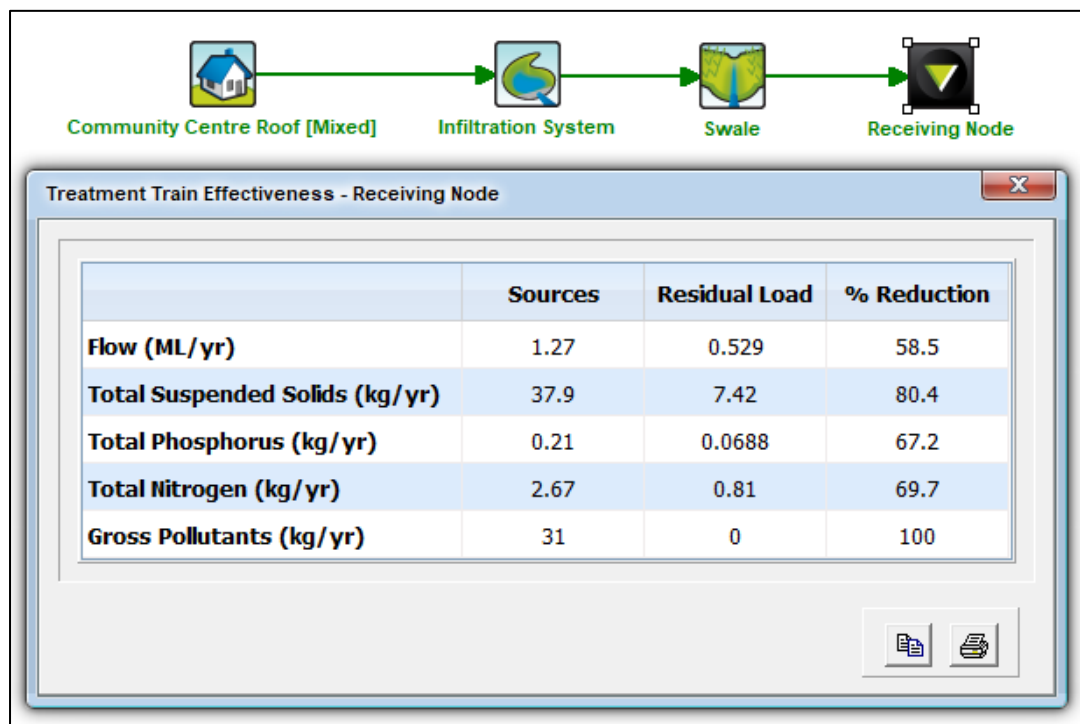 Community Centre Roof [Mixed] Infiltration System Swale Receiving Node
Treatment Train Effectiveness - Receiving Node
Sources Residual Load % Reduction
Flow (ML/yr) 1.27 0.529 58.5
Total Suspended Solids (kg/yr) 37.9 7.42 80.4
Total Phosphorus (kg/yr) 0.21 0.0688 67.2
Total Nitrogen (kg/yr) 2.67 0.81 69.7
Gross Pollutants (kg/yr) 31 0 100